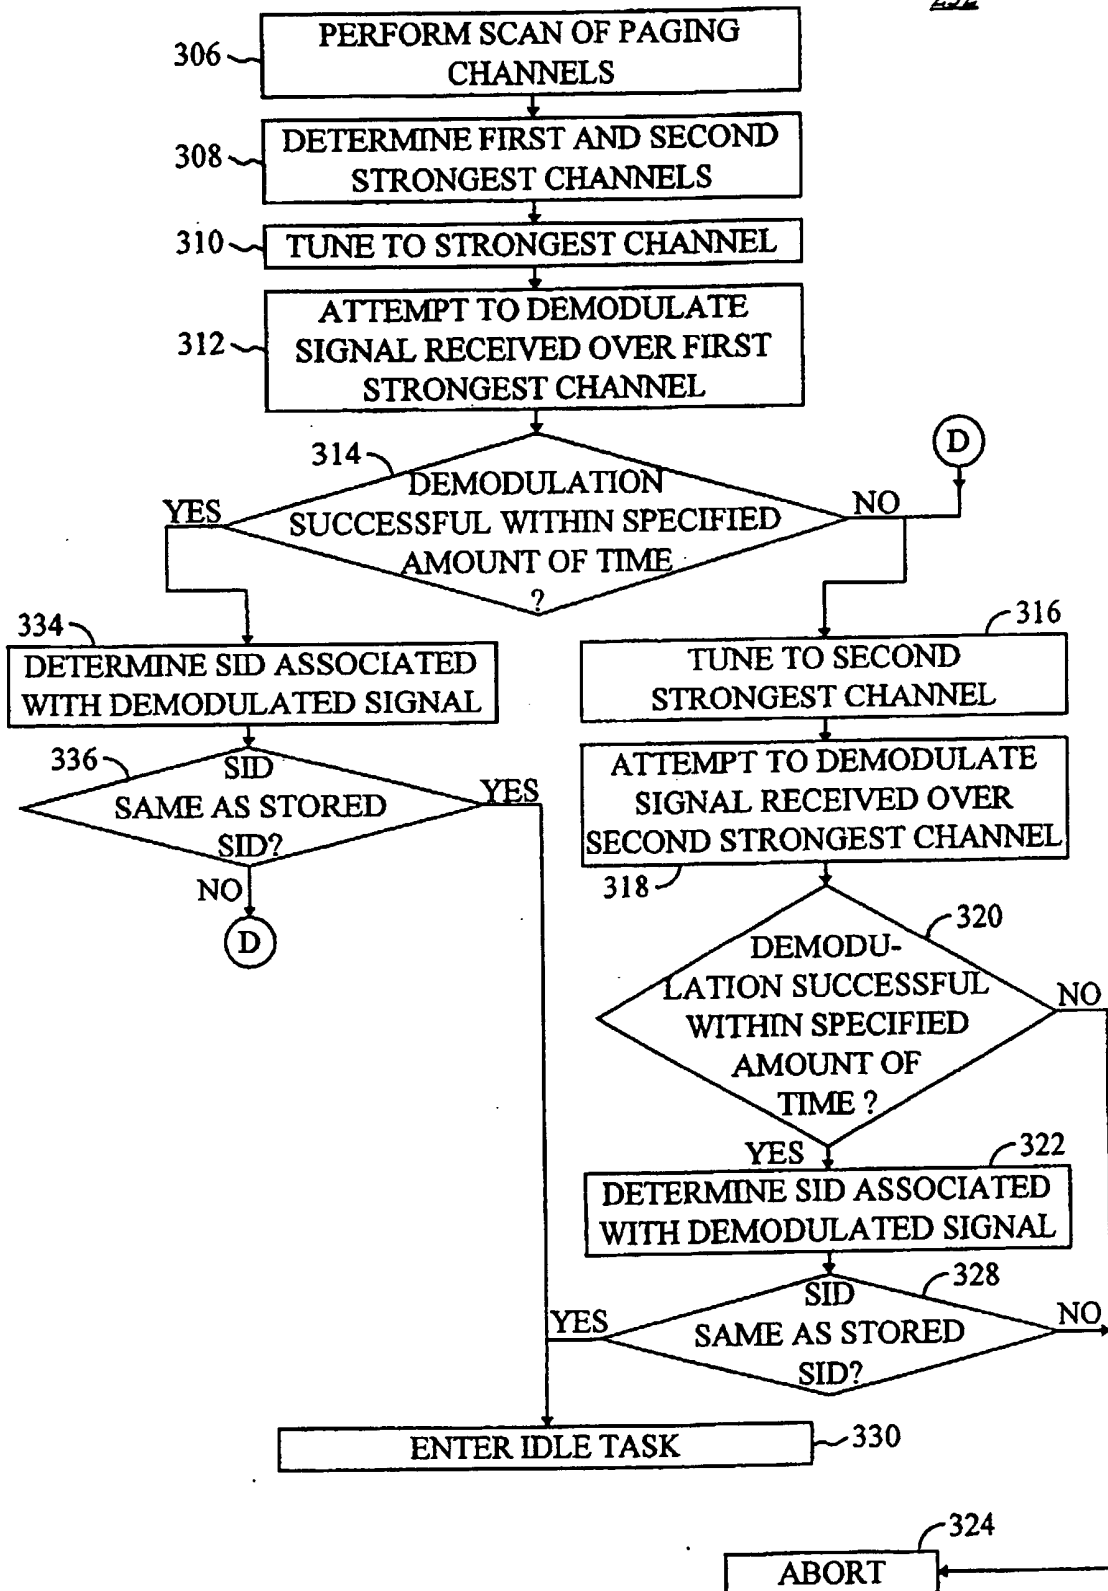 306
PERFORM SCAN OF PAGING
CHANNELS
308
DETERMINE FIRST AND SECOND
STRONGEST CHANNELS
310
TUNE TO STRONGEST CHANNEL
312
ATTEMPT TO DEMODULATE
SIGNAL RECEIVED OVER FIRST
STRONGEST CHANNEL
D
314
DEMODULATION
SUCCESSFUL WITHIN SPECIFIED
AMOUNT OF TIME
?
YES
NO
334
DETERMINE SID ASSOCIATED
WITH DEMODULATED SIGNAL
316
TUNE TO SECOND
STRONGEST CHANNEL
336
SID
SAME AS STORED
SID?
YES
NO
D
ATTEMPT TO DEMODULATE
SIGNAL RECEIVED OVER
SECOND STRONGEST CHANNEL
318
320
DEMODU-
LATION SUCCESSFUL
WITHIN SPECIFIED
AMOUNT OF
TIME ?
NO
YES
322
DETERMINE SID ASSOCIATED
WITH DEMODULATED SIGNAL
328
SID
SAME AS STORED
SID?
YES
NO
ENTER IDLE TASK
330
324
ABORT